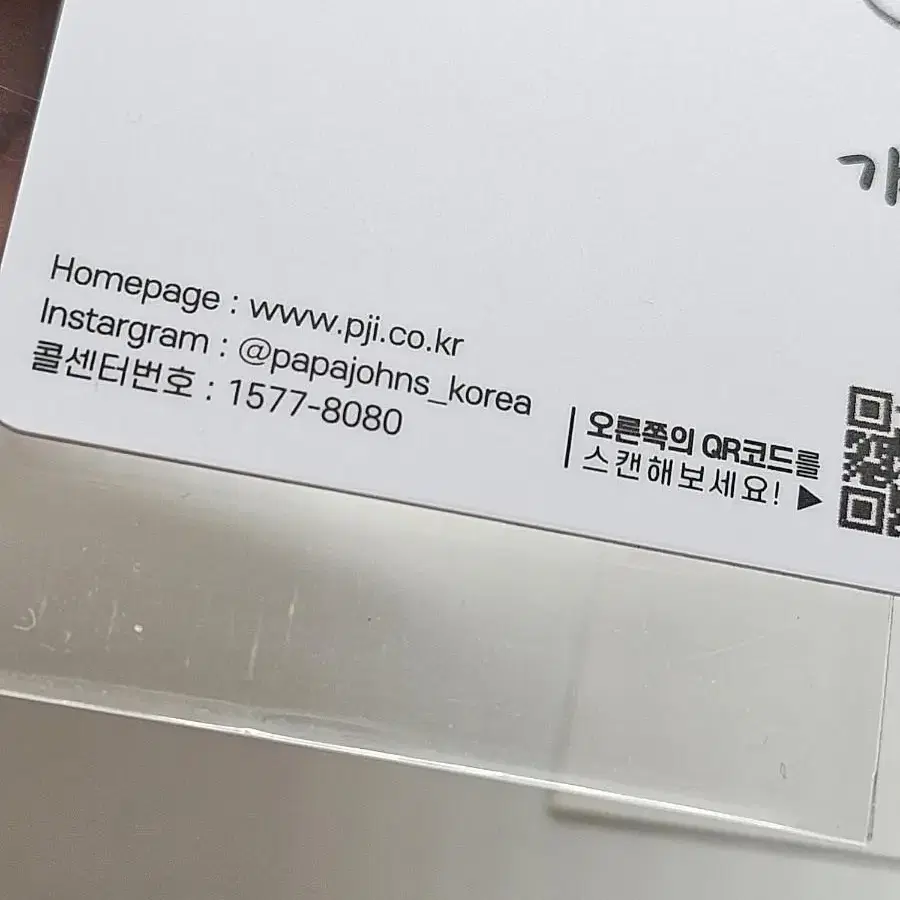 Homepage : www.pji.co.kr
Instargram : @papajohns_korea
콜센터번호 : 1577-8080
오른쪽의 QR코드를
스캔해보세요! ▶